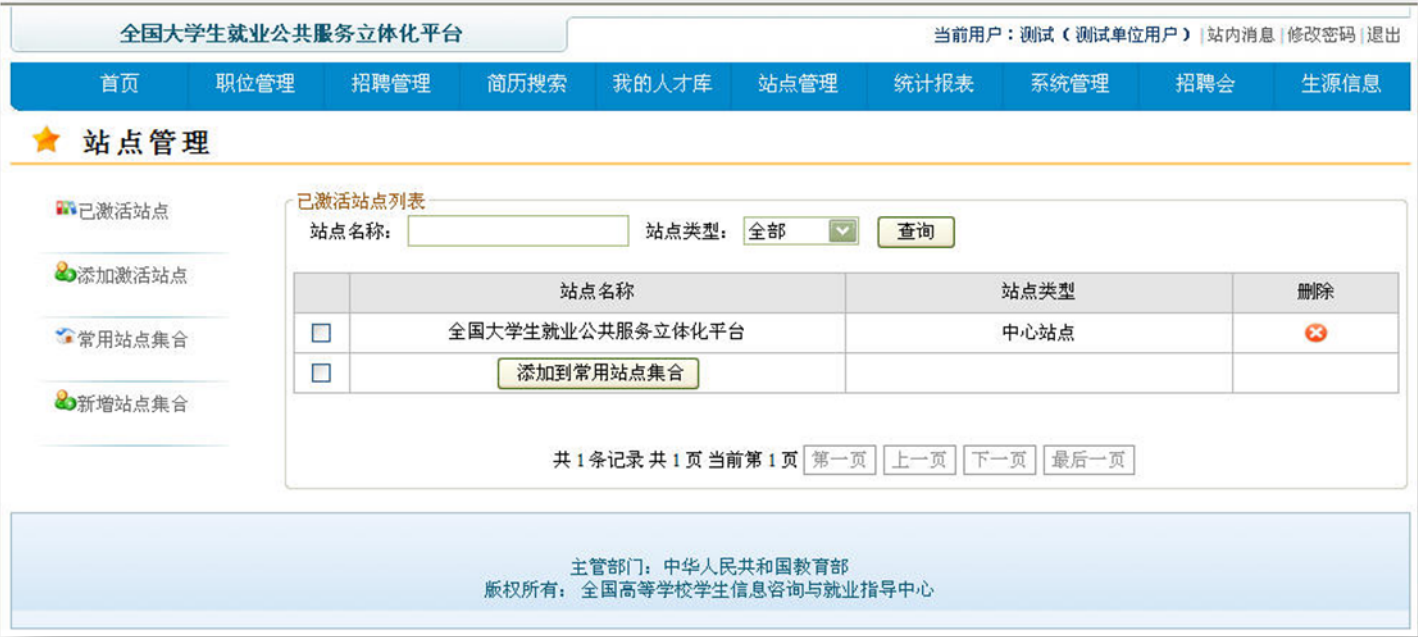 全国大学生就业公共服务立体化平台 当前用户：测试（测试单位用户）|站内消息|修改密码|退出
首页 职位管理 招聘管理 简历搜索 我的人才库 站点管理 统计报表 系统管理 招聘会 生源信息
站点管理
已激活站点
添加激活站点
常用站点集合
新增站点集合
已激活站点列表
站点名称： 站点类型： 全部 查询
站点名称 站点类型 删除
全国大学生就业公共服务立体化平台 中心站点
添加到常用站点集合
共 1 条记录 共 1 页 当前第 1 页 第一页 上一页 下一页 最后一页
主管部门：中华人民共和国教育部
版权所有：全国高等学校学生信息咨询与就业指导中心